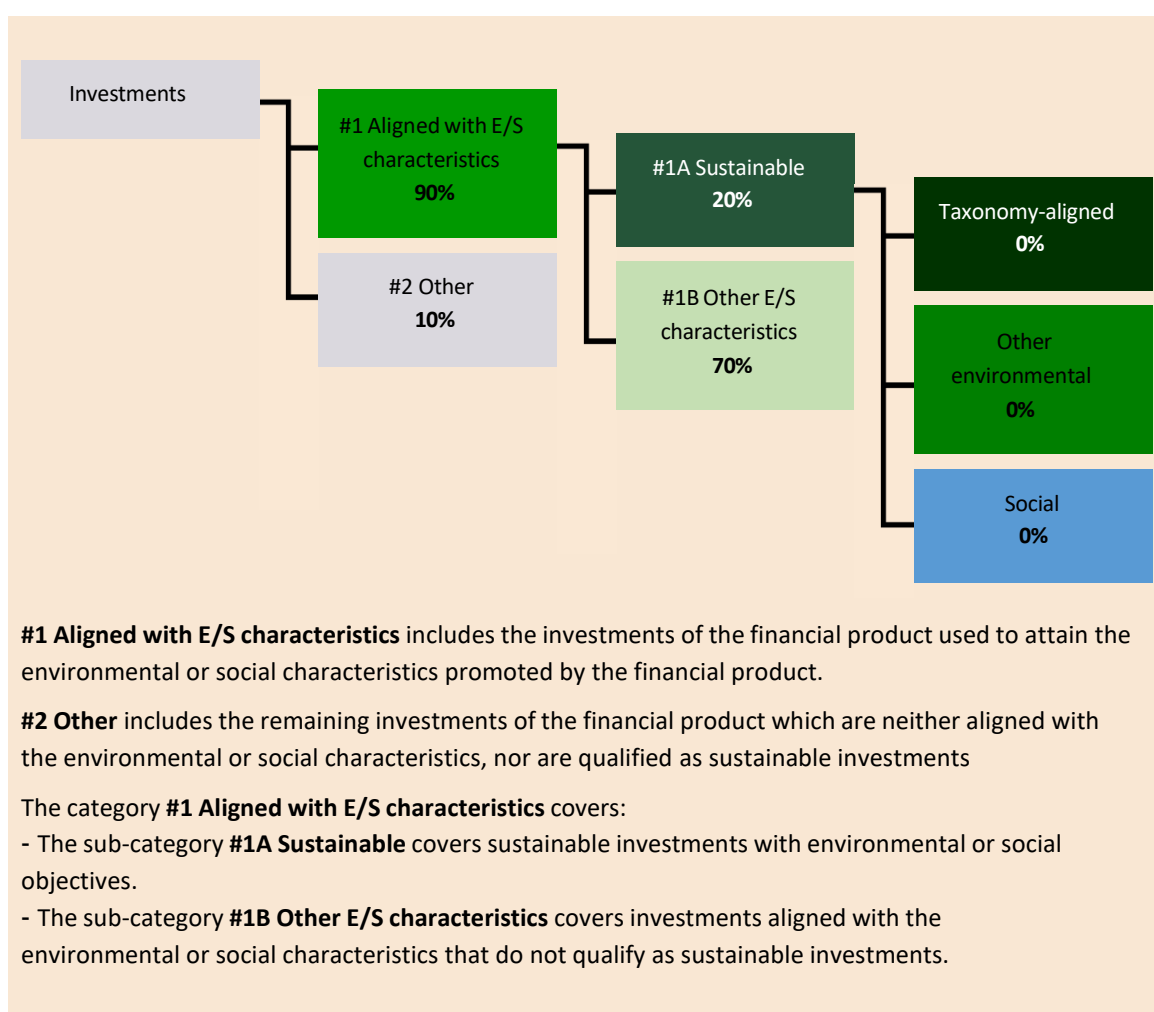 Investments
#1 Aligned with E/S
characteristics
90%
#2 Other
10%
#1A Sustainable
20%
#1B Other E/S
characteristics
70%
Taxonomy-aligned
0%
Other
environmental
0%
Social
0%
#1 Aligned with E/S characteristics includes the investments of the financial product used to attain the
environmental or social characteristics promoted by the financial product.
#2 Other includes the remaining investments of the financial product which are neither aligned with
the environmental or social characteristics, nor are qualified as sustainable investments
The category #1 Aligned with E/S characteristics covers:
- The sub-category #1A Sustainable covers sustainable investments with environmental or social
objectives.
- The sub-category #1B Other E/S characteristics covers investments aligned with the
environmental or social characteristics that do not qualify as sustainable investments.